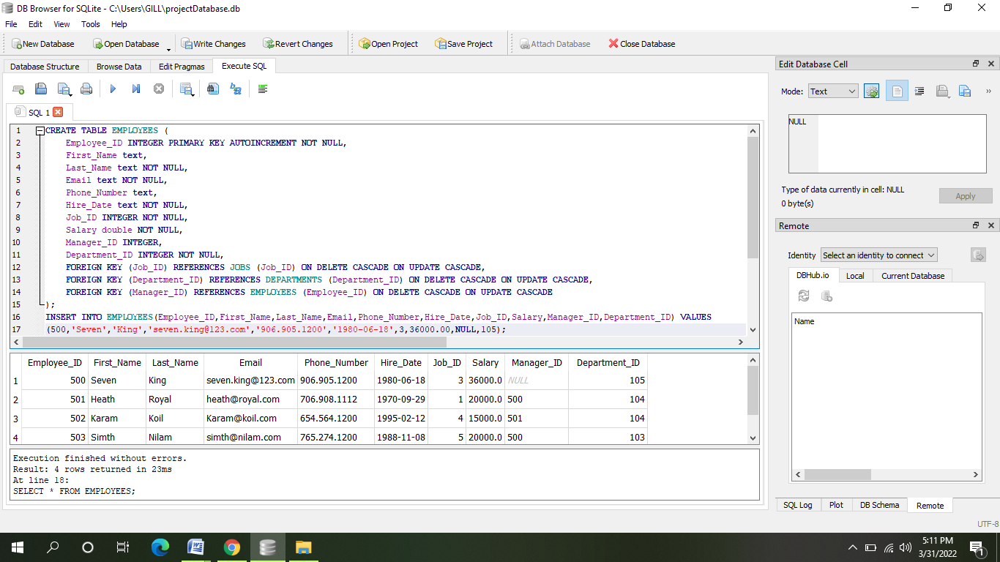 DB Browser for SQLite - C:\Users\GILL\projectDatabase.db
File Edit View Tools Help
New Database Open Database Write Changes Revert Changes Open Project Save Project Attach Database Close Database
Database Structure Browse Data Edit Pragmas Execute SQL
SQL 1
1 CREATE TABLE EMPLOYEES (
2 Employee_ID INTEGER PRIMARY KEY AUTOINCREMENT NOT NULL,
3 First_Name text,
4 Last_Name text NOT NULL,
5 Email text NOT NULL,
6 Phone_Number text,
7 Hire_Date text NOT NULL,
8 Job_ID INTEGER NOT NULL,
9 Salary double NOT NULL,
10 Manager_ID INTEGER,
11 Department_ID INTEGER NOT NULL,
12 FOREIGN KEY (Job_ID) REFERENCES JOBS (Job_ID) ON DELETE CASCADE ON UPDATE CASCADE,
13 FOREIGN KEY (Department_ID) REFERENCES DEPARTMENTS (Department_ID) ON DELETE CASCADE ON UPDATE CASCADE,
14 FOREIGN KEY (Manager_ID) REFERENCES EMPLOYEES (Employee_ID) ON DELETE CASCADE ON UPDATE CASCADE
15 );
16 INSERT INTO EMPLOYEES(Employee_ID,First_Name,Last_Name,Email,Phone_Number,Hire_Date,Job_ID,Salary,Manager_ID,Department_ID) VALUES
17 (500,'Seven','King','seven.king@123.com','906.905.1200','1980-06-18',3,36000.00,NULL,105);
Employee_ID First_Name Last_Name Email Phone_Number Hire_Date Job_ID Salary Manager_ID Department_ID
1 500 Seven King seven.king@123.com 906.905.1200 1980-06-18 3 36000.0 NULL 105
2 501 Heath Royal heath@royal.com 706.908.1112 1970-09-29 1 20000.0 500 104
3 502 Karam Koil Karam@koil.com 654.564.1200 1995-02-12 4 15000.0 501 104
4 503 Simth Nilam simth@nilam.com 765.274.1200 1988-11-08 5 20000.0 500 103
Execution finished without errors.
Result: 4 rows returned in 23ms
At line 18:
SELECT * FROM EMPLOYEES;
Edit Database Cell
Mode: Text
NULL
Type of data currently in cell: NULL
0 byte(s)
Apply
Remote
Identity Select an identity to connect
DBHub.io Local Current Database
Name
SQL Log Plot DB Schema Remote
UTF-8
5:11 PM
3/31/2022
1